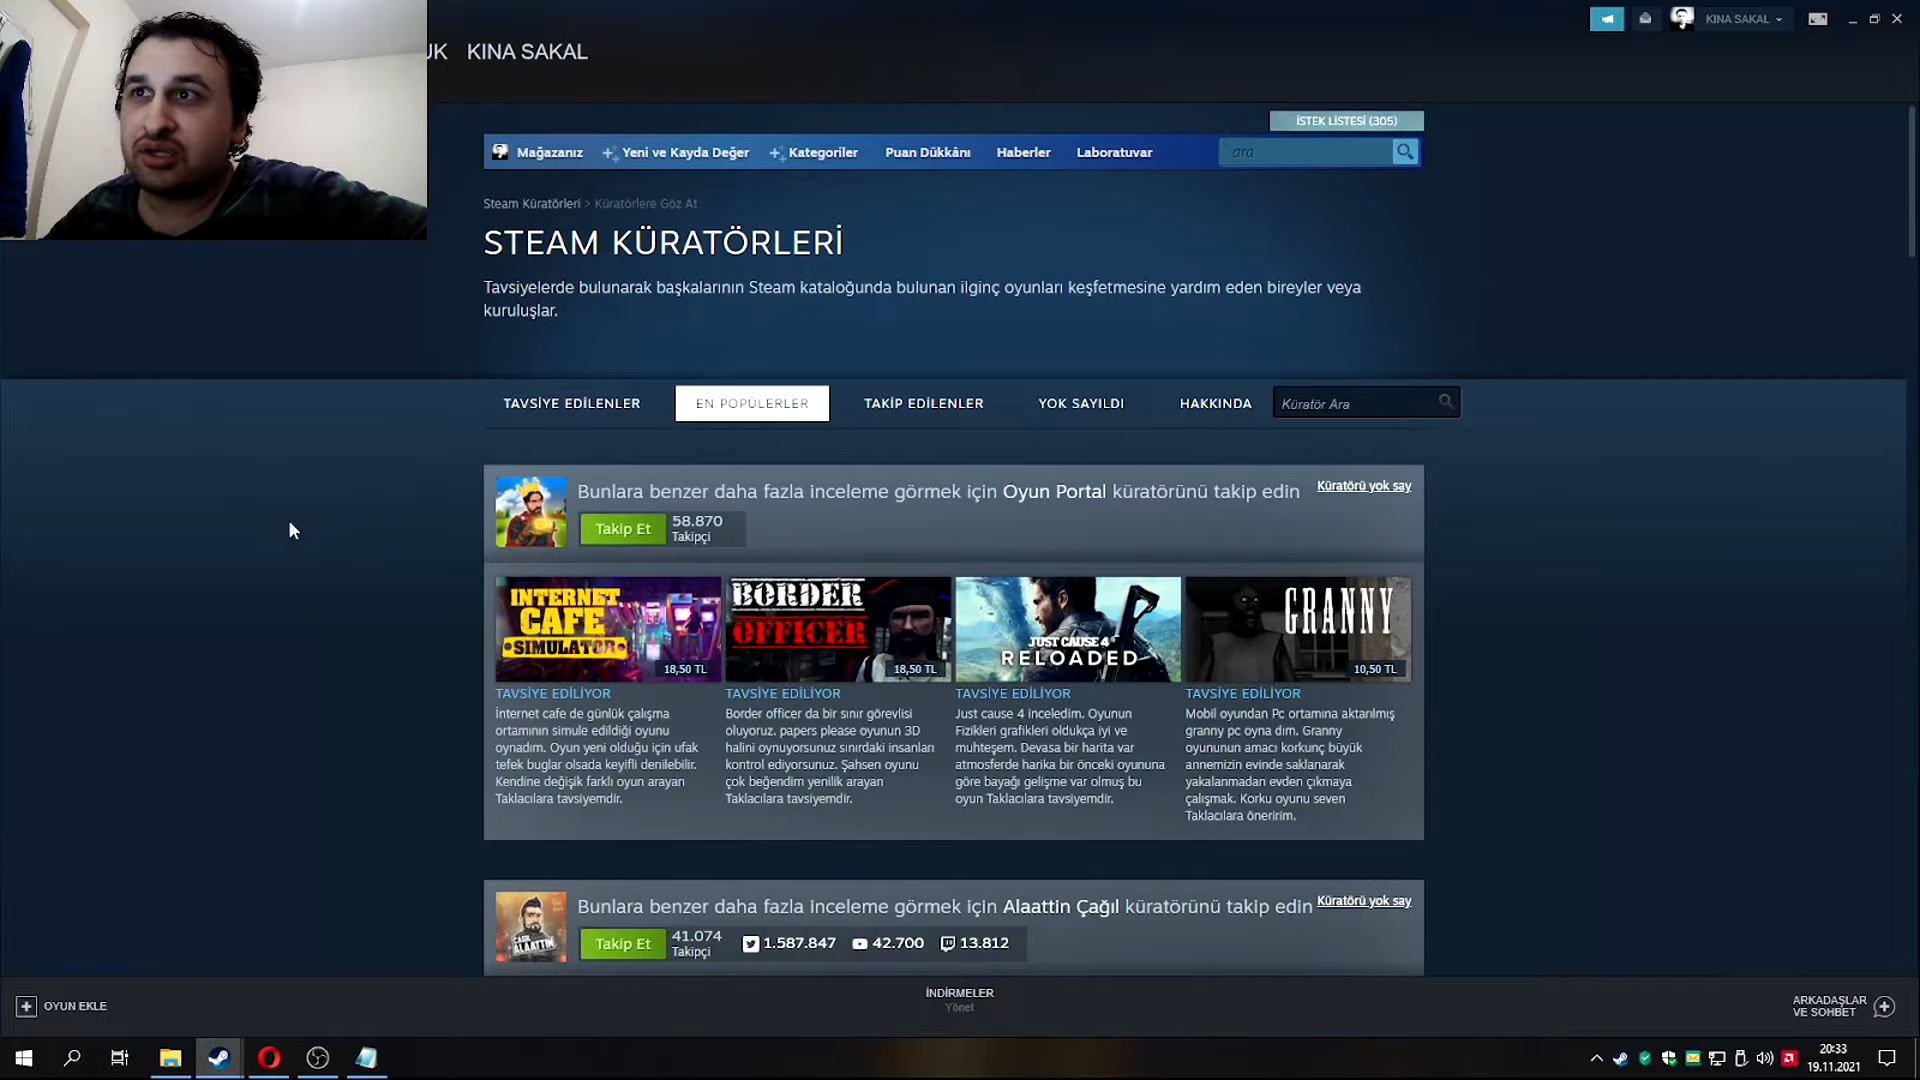 KINA SAKAL
UK KINA SAKAL
İSTEK LİSTESİ (305)
Mağazanız Yeni ve Kayda Değer Kategoriler Puan Dükkânı Haberler Laboratuvar ara
Steam Küratörleri > Küratörlere Göz At
STEAM KÜRATÖRLERİ
Tavsiyelerde bulunarak başkalarının Steam kataloğunda bulunan ilginç oyunları keşfetmesine yardım eden bireyler veya
kuruluşlar.
TAVSİYE EDİLENLER EN POPÜLERLER TAKİP EDİLENLER YOK SAYILDI HAKKINDA Küratör Ara
Bunlara benzer daha fazla inceleme görmek için Oyun Portal küratörünü takip edin Küratörü yok say
Takip Et 58.870
Takipçi
INTERNET
CAFE
SIMULATOR
18,50 TL
BORDER
OFFICER
18,50 TL
JUST CAUSE 4
RELOADED
GRANNY
10,50 TL
TAVSİYE EDİLİYOR
İnternet cafe de günlük çalışma
ortamının simule edildiği oyunu
oynadım. Oyun yeni olduğu için ufak
tefek buglar olsada keyifli denilebilir.
Kendine değişik farklı oyun arayan
Taklacılara tavsiyemdir.
TAVSİYE EDİLİYOR
Border officer da bir sınır görevlisi
oluyoruz. papers please oyunun 3D
halini oynuyorsunuz sınırdaki insanları
kontrol ediyorsunuz. Şahsen oyunu
çok beğendim yenilik arayan
Taklacılara tavsiyemdir.
TAVSİYE EDİLİYOR
Just cause 4 inceledim. Oyunun
Fizikleri grafikleri oldukça iyi ve
muhteşem. Devasa bir harita var
atmosferde harika bir önceki oyununa
göre bayağı gelişme var olmuş bu
oyun Taklacılara tavsiyemdir.
TAVSİYE EDİLİYOR
Mobil oyundan Pc ortamına aktarılmış
granny pc oyna dım. Granny
oyununun amacı korkunç büyük
annemizin evinde saklanarak
yakalanmadan evden çıkmaya
çalışmak. Korku oyunu seven
Taklacılara öneririm.
Bunlara benzer daha fazla inceleme görmek için Alaattin Çağıl küratörünü takip edin Küratörü yok say
ÇAĞIL
ALAATTİN
Takip Et 41.074
Takipçi
1.587.847 42.700 13.812
OYUN EKLE
İNDİRMELER
Yönet
ARKADAŞLAR
VE SOHBET
20:33
19.11.2021